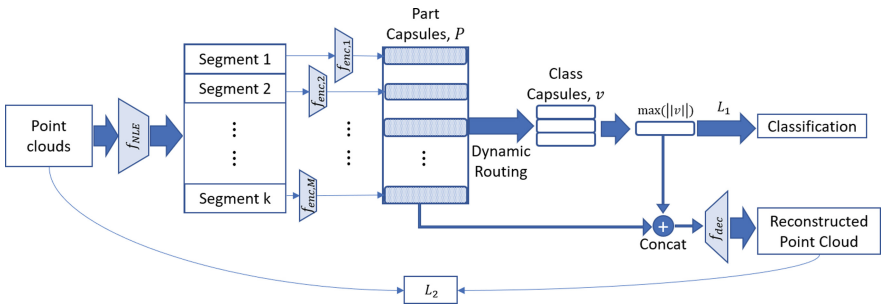 Part
Capsules, P
Segment 1
f_enc,1
Segment 2
f_enc,2
Class
Capsules, v
max(||v||)
L_1
Point
clouds
f_NLE
Classification
Dynamic
Routing
Segment k
f_enc,M
Concat
f_dec
Reconstructed
Point Cloud
L_2